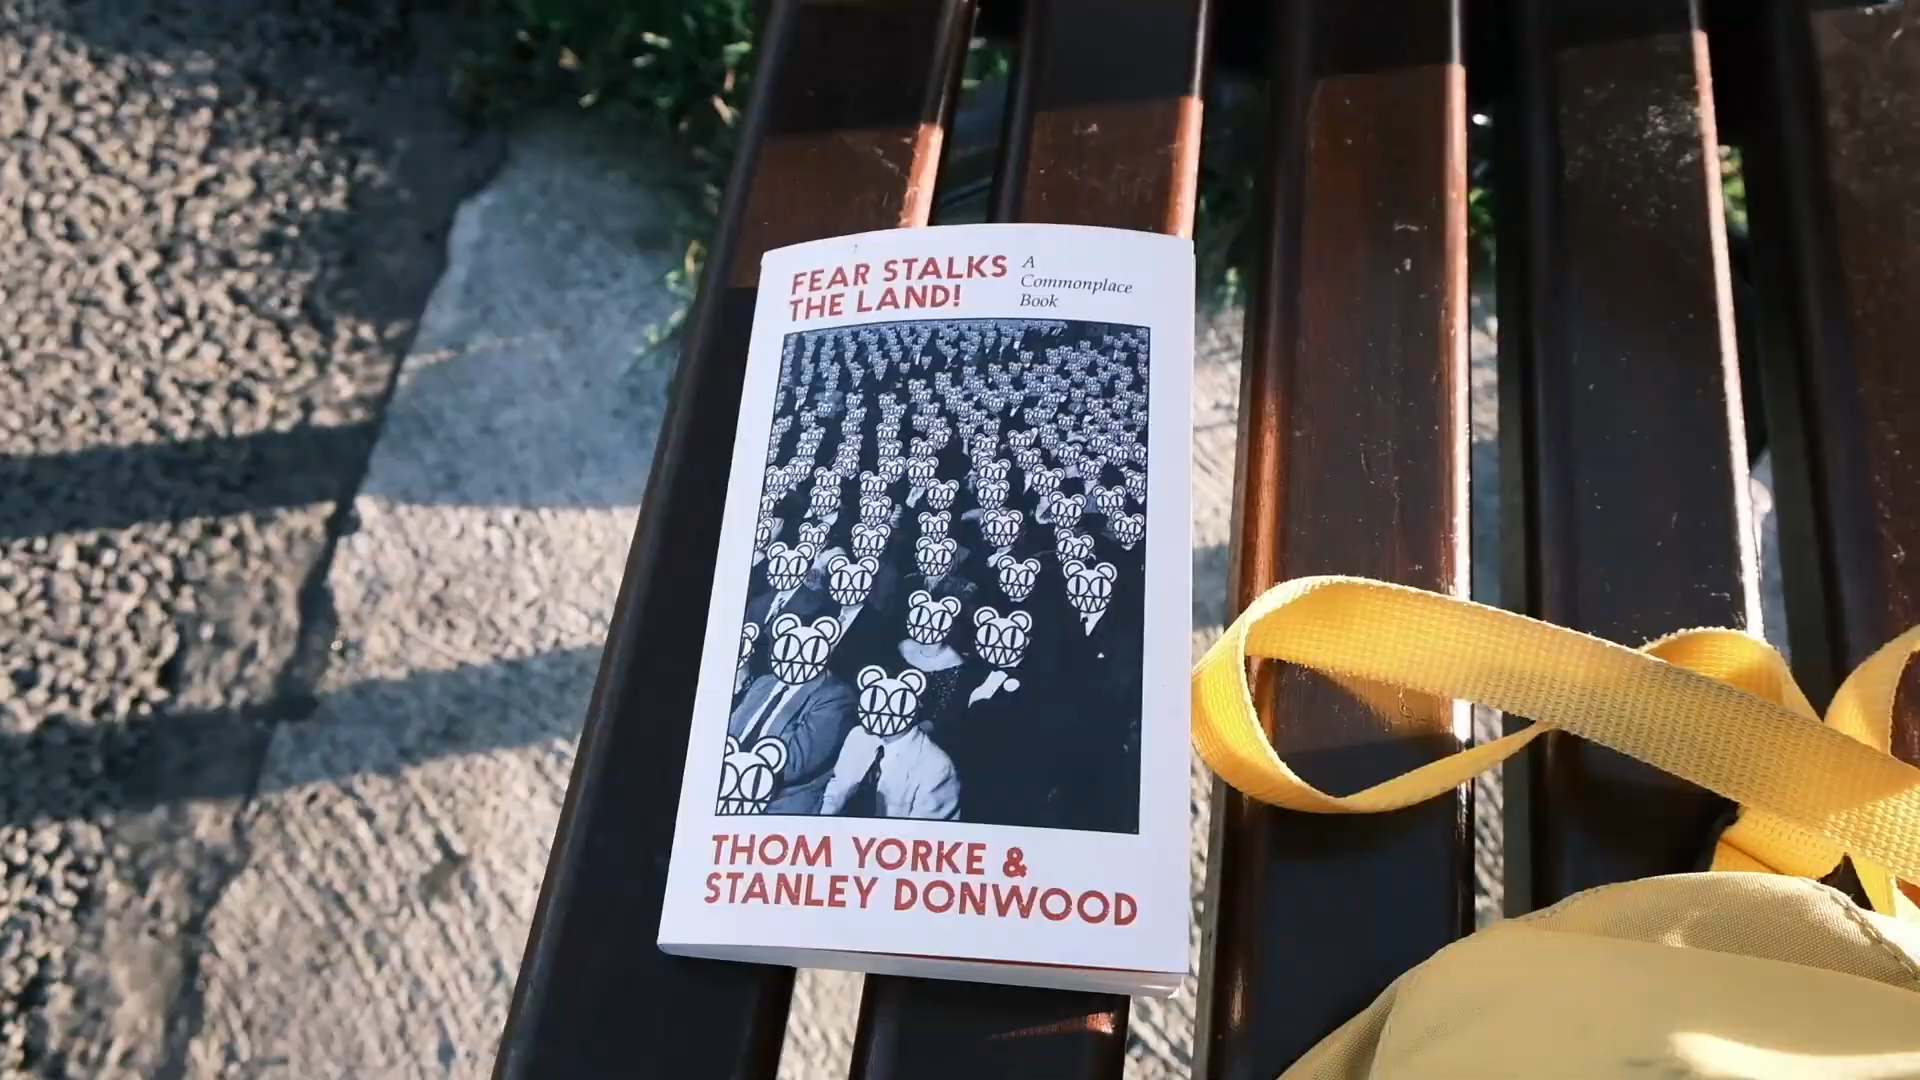 FEAR STALKS
THE LAND!
A
Commonplace
Book
THOM YORKE &
STANLEY DONWOOD